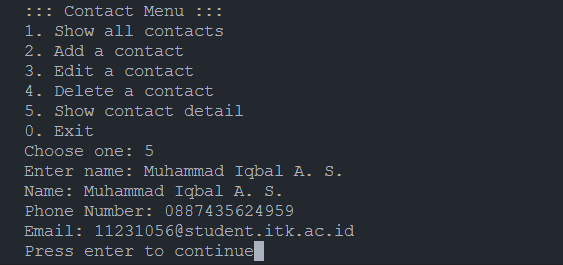 ::: Contact Menu :::
1. Show all contacts
2. Add a contact
3. Edit a contact
4. Delete a contact
5. Show contact detail
0. Exit
Choose one: 5
Enter name: Muhammad Iqbal A. S.
Name: Muhammad Iqbal A. S.
Phone Number: 0887435624959
Email: 11231056@student.itk.ac.id
Press enter to continue